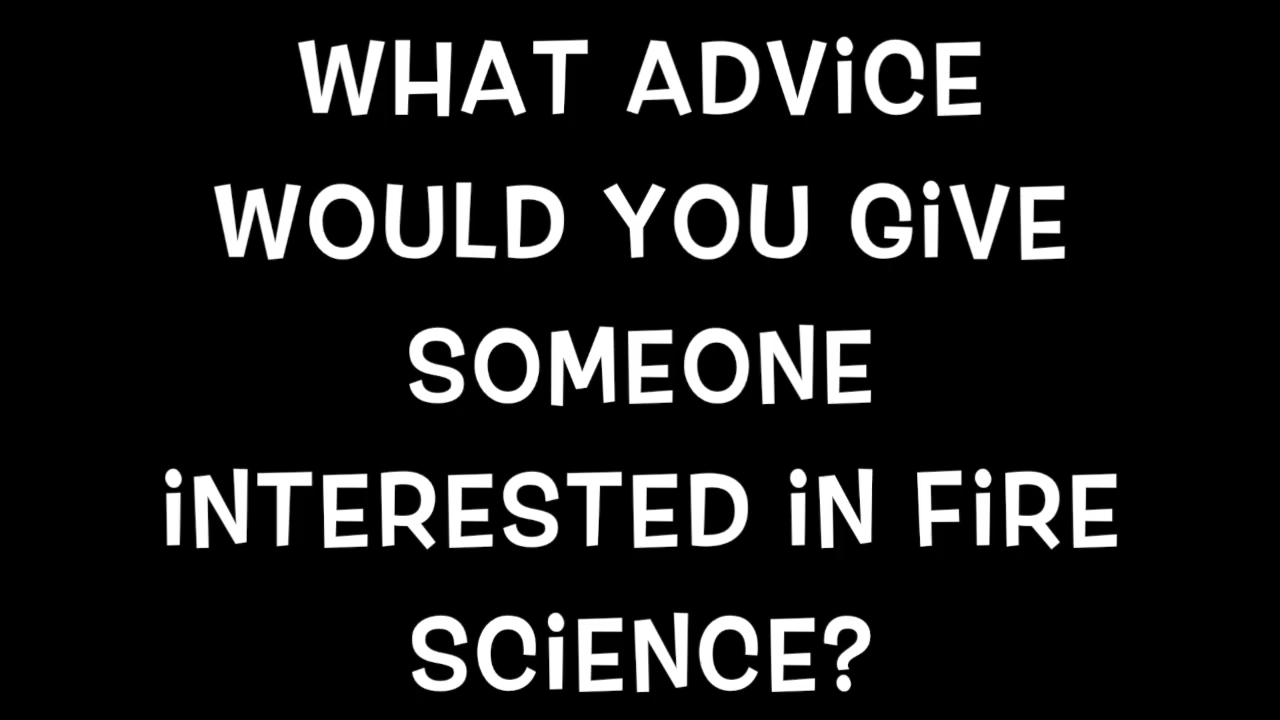 WHAT ADVICE
WOULD YOU GIVE
SOMEONE
INTERESTED IN FIRE
SCIENCE?